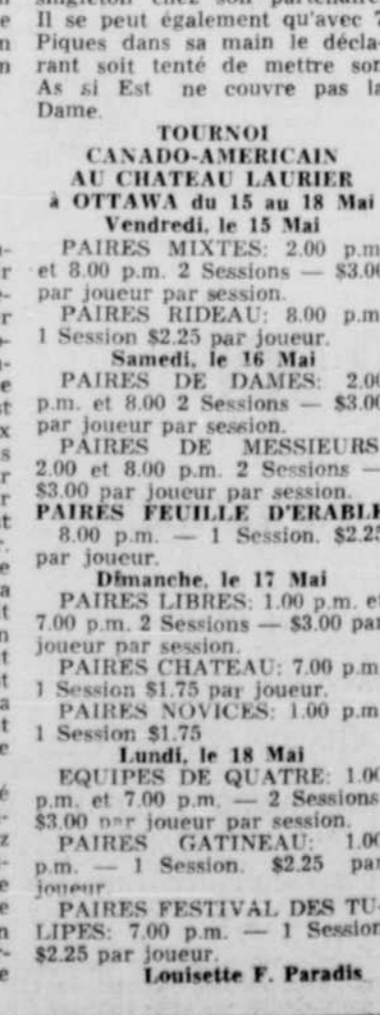 Il se peut également qu'avec ?
Piques dans sa main le décla-
rant soit tenté de mettre son
As si Est ne couvre pas la
Dame.
TOURNOI
CANADO-AMERICAIN
AU CHATEAU LAURIER
à OTTAWA du 15 au 18 Mai
Vendredi, le 15 Mai
PAIRES MIXTES: 2.00 p.m
et 8.00 p.m. 2 Sessions — $3.00
par joueur par session.
PAIRES RIDEAU: 8.00 p.m
1 Session $2.25 par joueur.
Samedi, le 16 Mai
PAIRES DE DAMES: 2.00
p.m. et 8.00 2 Sessions — $3.00
par joueur par session.
PAIRES DE MESSIEURS
2.00 et 8.00 p.m. 2 Sessions —
$3.00 par joueur par session.
PAIRES FEUILLE D'ERABLE
8.00 p.m. — 1 Session. $2.25
par joueur.
Dimanche, le 17 Mai
PAIRES LIBRES: 1.00 p.m. et
7.00 p.m. 2 Sessions — $3.00 par
joueur par session.
PAIRES CHATEAU: 7.00 p.m
1 Session $1.75 par joueur.
PAIRES NOVICES: 1.00 p.m
1 Session $1.75
Lundi, le 18 Mai
EQUIPES DE QUATRE: 1.00
p.m. et 7.00 p.m. — 2 Sessions
$3.00 par joueur par session.
PAIRES GATINEAU: 1.00
p.m. — 1 Session. $2.25 par
joueur.
PAIRES FESTIVAL DES TU-
LIPES: 7.00 p.m. — 1 Session
$2.25 par joueur.
Louisette F. Paradis